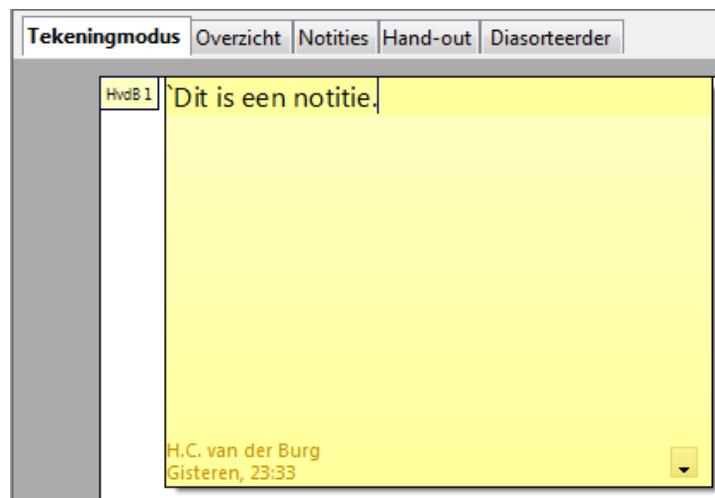 Tekeningmodus Overzicht Notities Hand-out Diasorteerder
HvdB 1
`Dit is een notitie.
H.C. van der Burg
Gisteren, 23:33